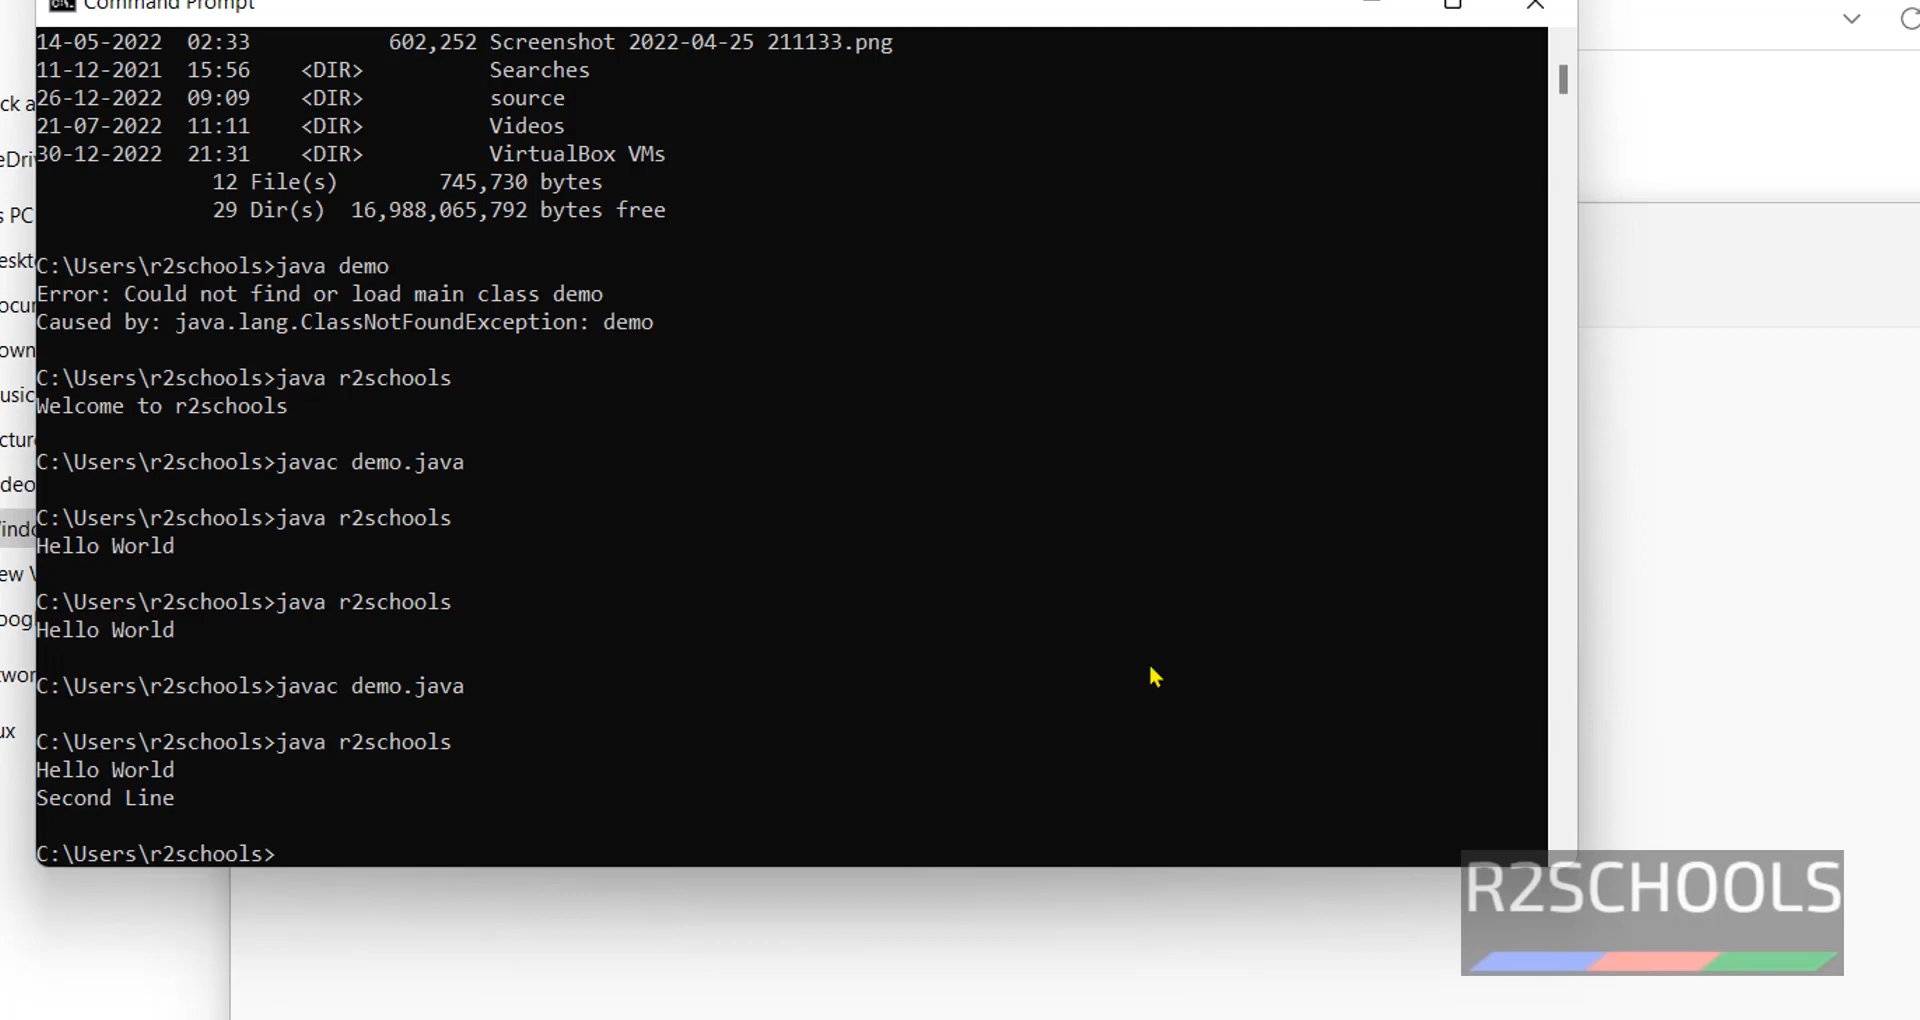 Command Prompt
14-05-2022  02:33           602,252 Screenshot 2022-04-25 211133.png
11-12-2021  15:56    <DIR>          Searches
26-12-2022  09:09    <DIR>          source
21-07-2022  11:11    <DIR>          Videos
30-12-2022  21:31    <DIR>          VirtualBox VMs
12 File(s)        745,730 bytes
29 Dir(s)  16,988,065,792 bytes free
C:\Users\r2schools>java demo
Error: Could not find or load main class demo
Caused by: java.lang.ClassNotFoundException: demo
C:\Users\r2schools>java r2schools
Welcome to r2schools
C:\Users\r2schools>javac demo.java
C:\Users\r2schools>java r2schools
Hello World
C:\Users\r2schools>java r2schools
Hello World
C:\Users\r2schools>javac demo.java
C:\Users\r2schools>java r2schools
Hello World
Second Line
C:\Users\r2schools>
R2SCHOOLS